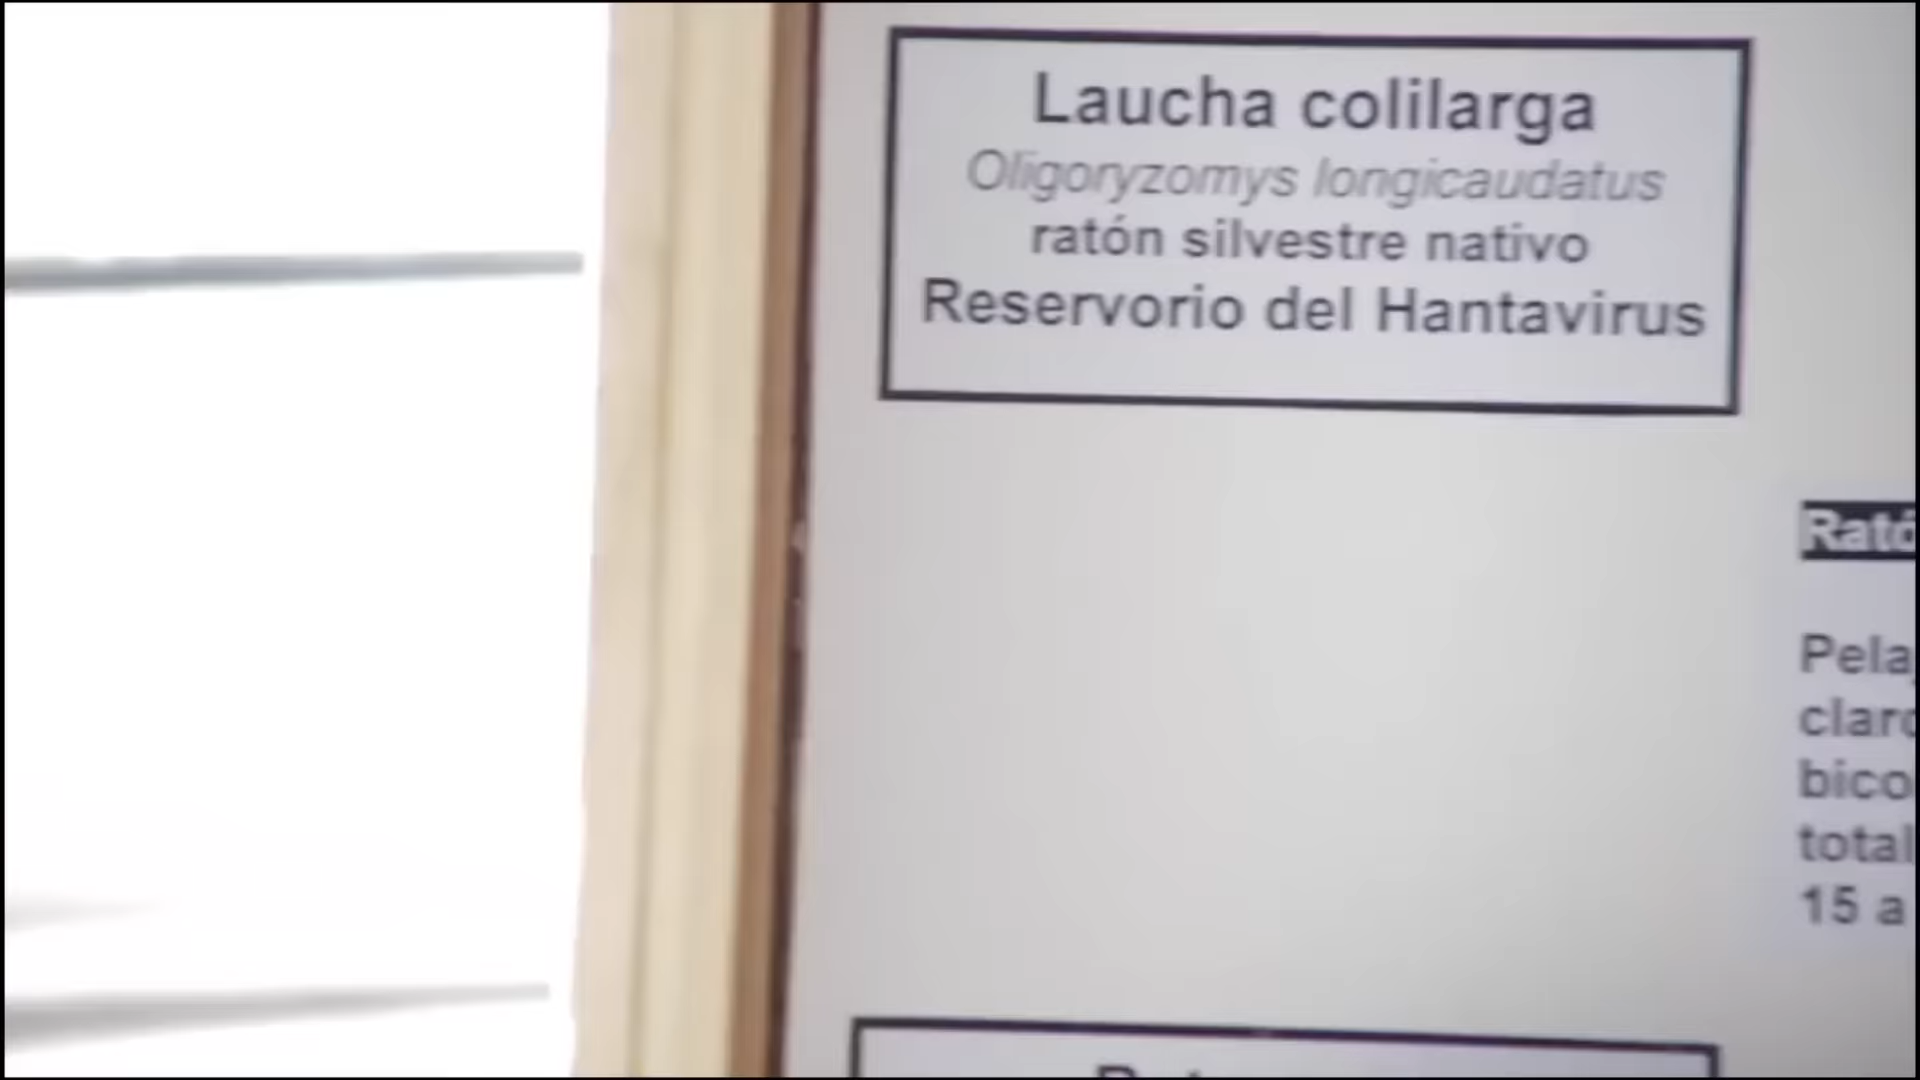 Laucha colilarga
Oligoryzomys longicaudatus
ratón silvestre nativo
Reservorio del Hantavirus
Pela
claro
bico
total
15 a